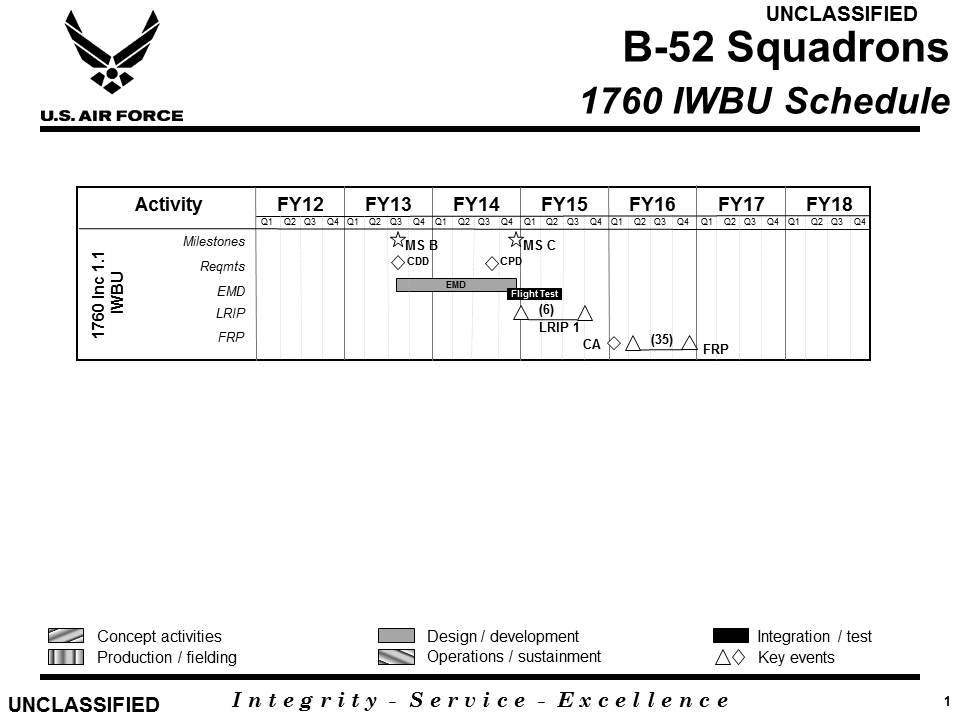 UNCLASSIFIED
B-52 Squadrons
1760 IWBU Schedule
U.S. AIR FORCE
Activity FY12 FY13 FY14 FY15 FY16 FY17 FY18
Q1 Q2 Q3 Q4 Q1 Q2 Q3 Q4 Q1 Q2 Q3 Q4 Q1 Q2 Q3 Q4 Q1 Q2 Q3 Q4 Q1 Q2 Q3 Q4 Q1 Q2 Q3 Q4
1760 Inc 1.1
IWBU
Milestones MS B MS C
Reqmts CDD CPD
EMD EMD
Flight Test
LRIP (6)
LRIP 1
FRP CA (35) FRP
Concept activities Design / development Integration / test
Production / fielding Operations / sustainment Key events
UNCLASSIFIED Integrity - Service - Excellence 1